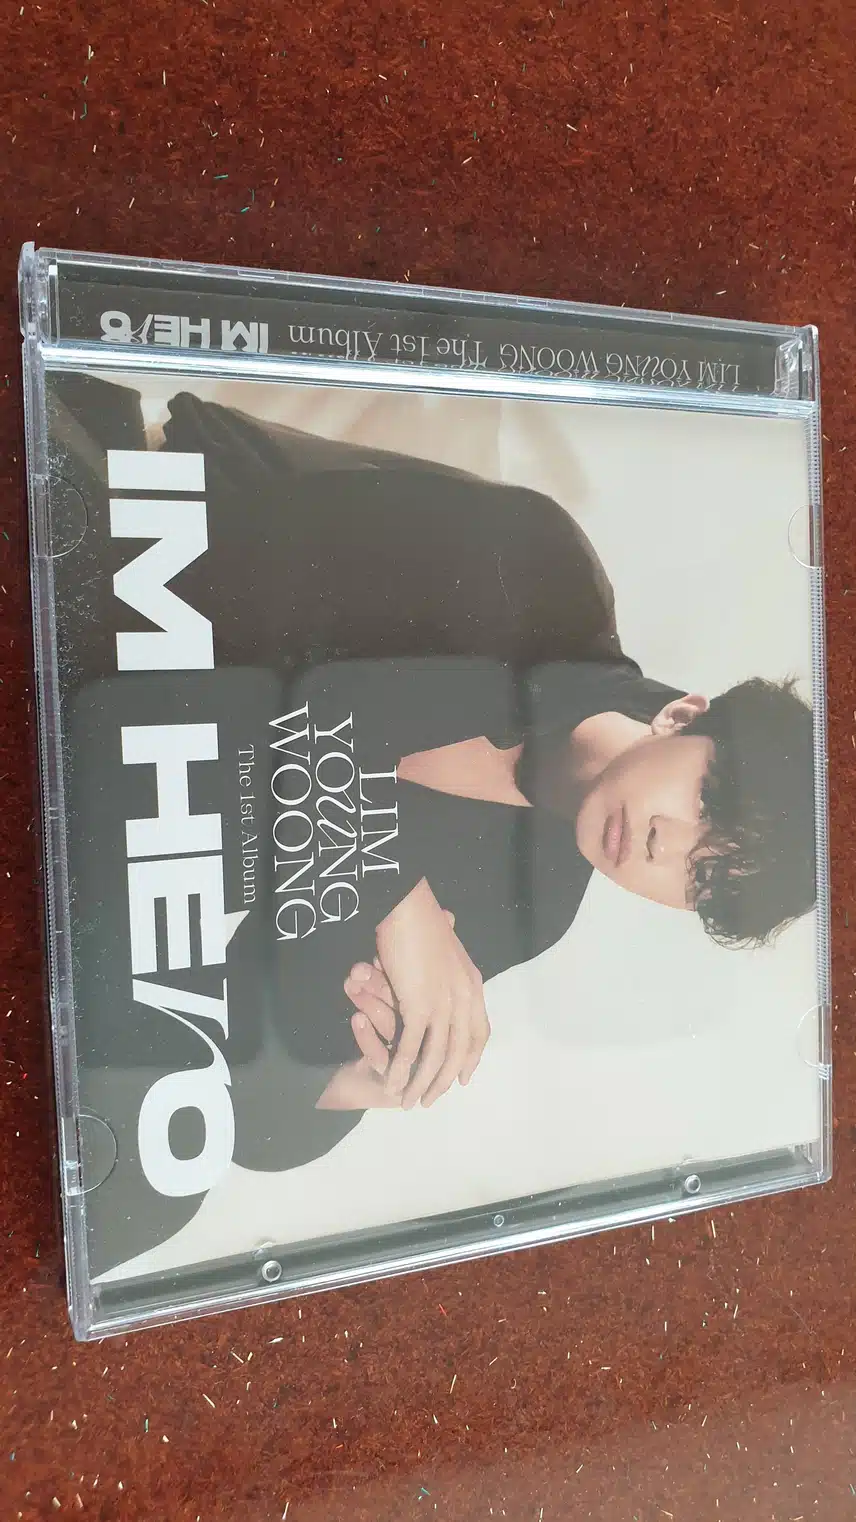 LIM YOUNG WOONG The 1st Album IM HERO
LIM
YOUNG
WOONG
The 1st Album
IM HERO